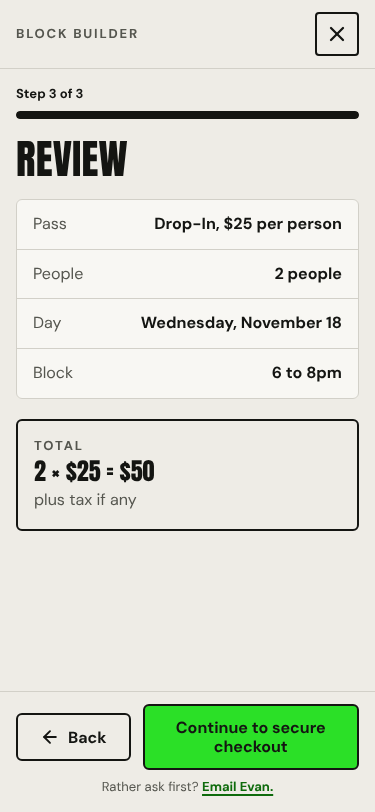 BLOCK BUILDER
Step 3 of 3
REVIEW
Pass Drop-In, $25 per person
People 2 people
Day Wednesday, November 18
Block 6 to 8pm
TOTAL
2 × $25 = $50
plus tax if any
← Back
Continue to secure
checkout
Rather ask first? Email Evan.